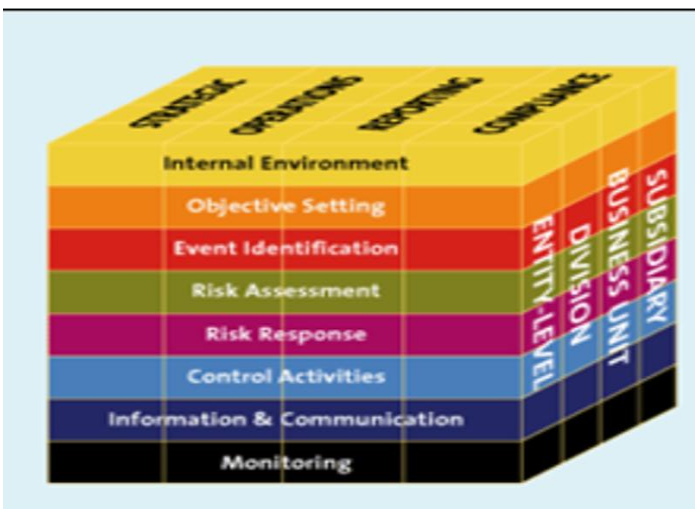 STRATEGIC
OPERATIONS
REPORTING
COMPLIANCE
Internal Environment
Objective Setting
Event Identification
Risk Assessment
Risk Response
Control Activities
Information & Communication
Monitoring
ENTITY-LEVEL
DIVISION
BUSINESS UNIT
SUBSIDIARY